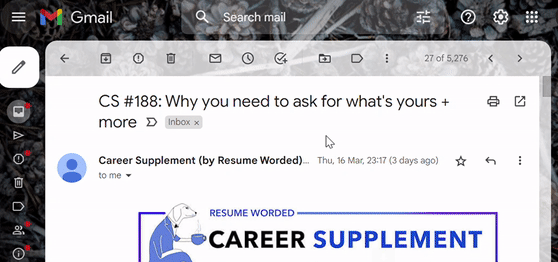 Gmail
Search mail
27 of 5,276
CS #188: Why you need to ask for what's yours +
more
Inbox ×
Career Supplement (by Resume Worded)... Thu, 16 Mar, 23:17 (3 days ago)
to me
RESUME WORDED
CAREER SUPPLEMENT